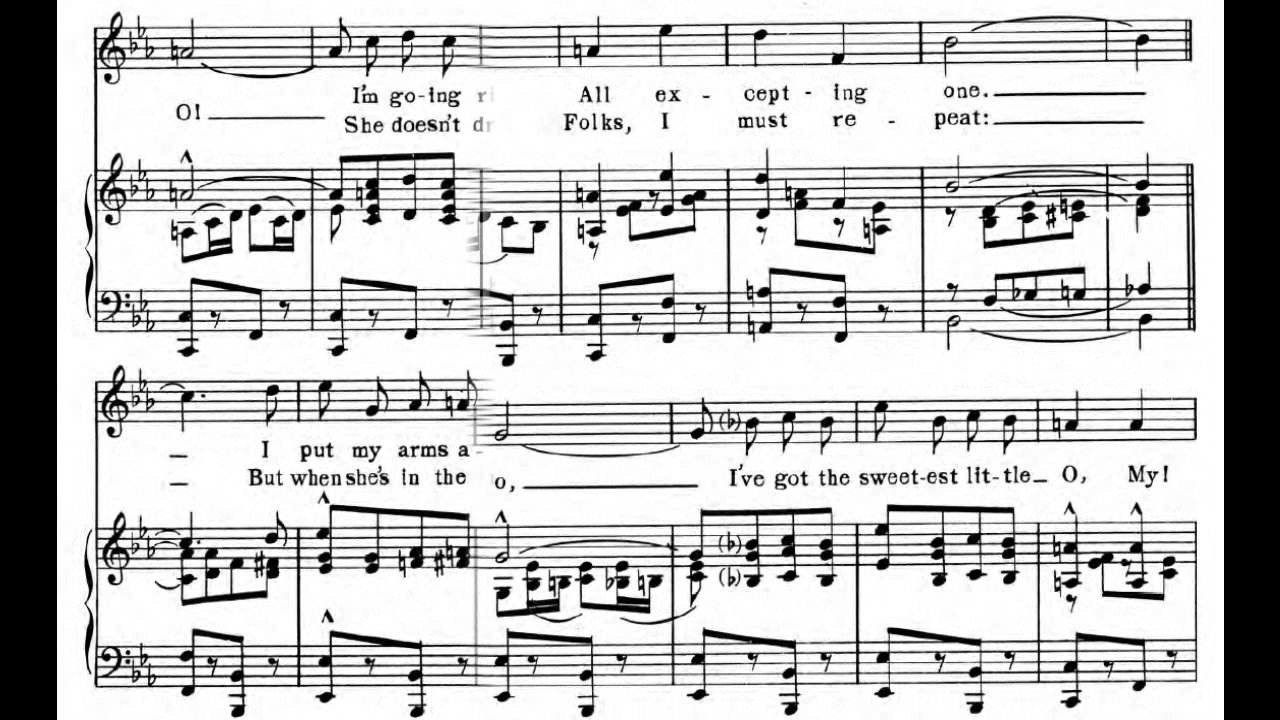 I'm go-ing All ex - cept - ing one.
O!
She doesn't Folks, I must re - peat:
I put my arms a-
But when she's in the o, I've got the sweet-est lit-tle O, My!